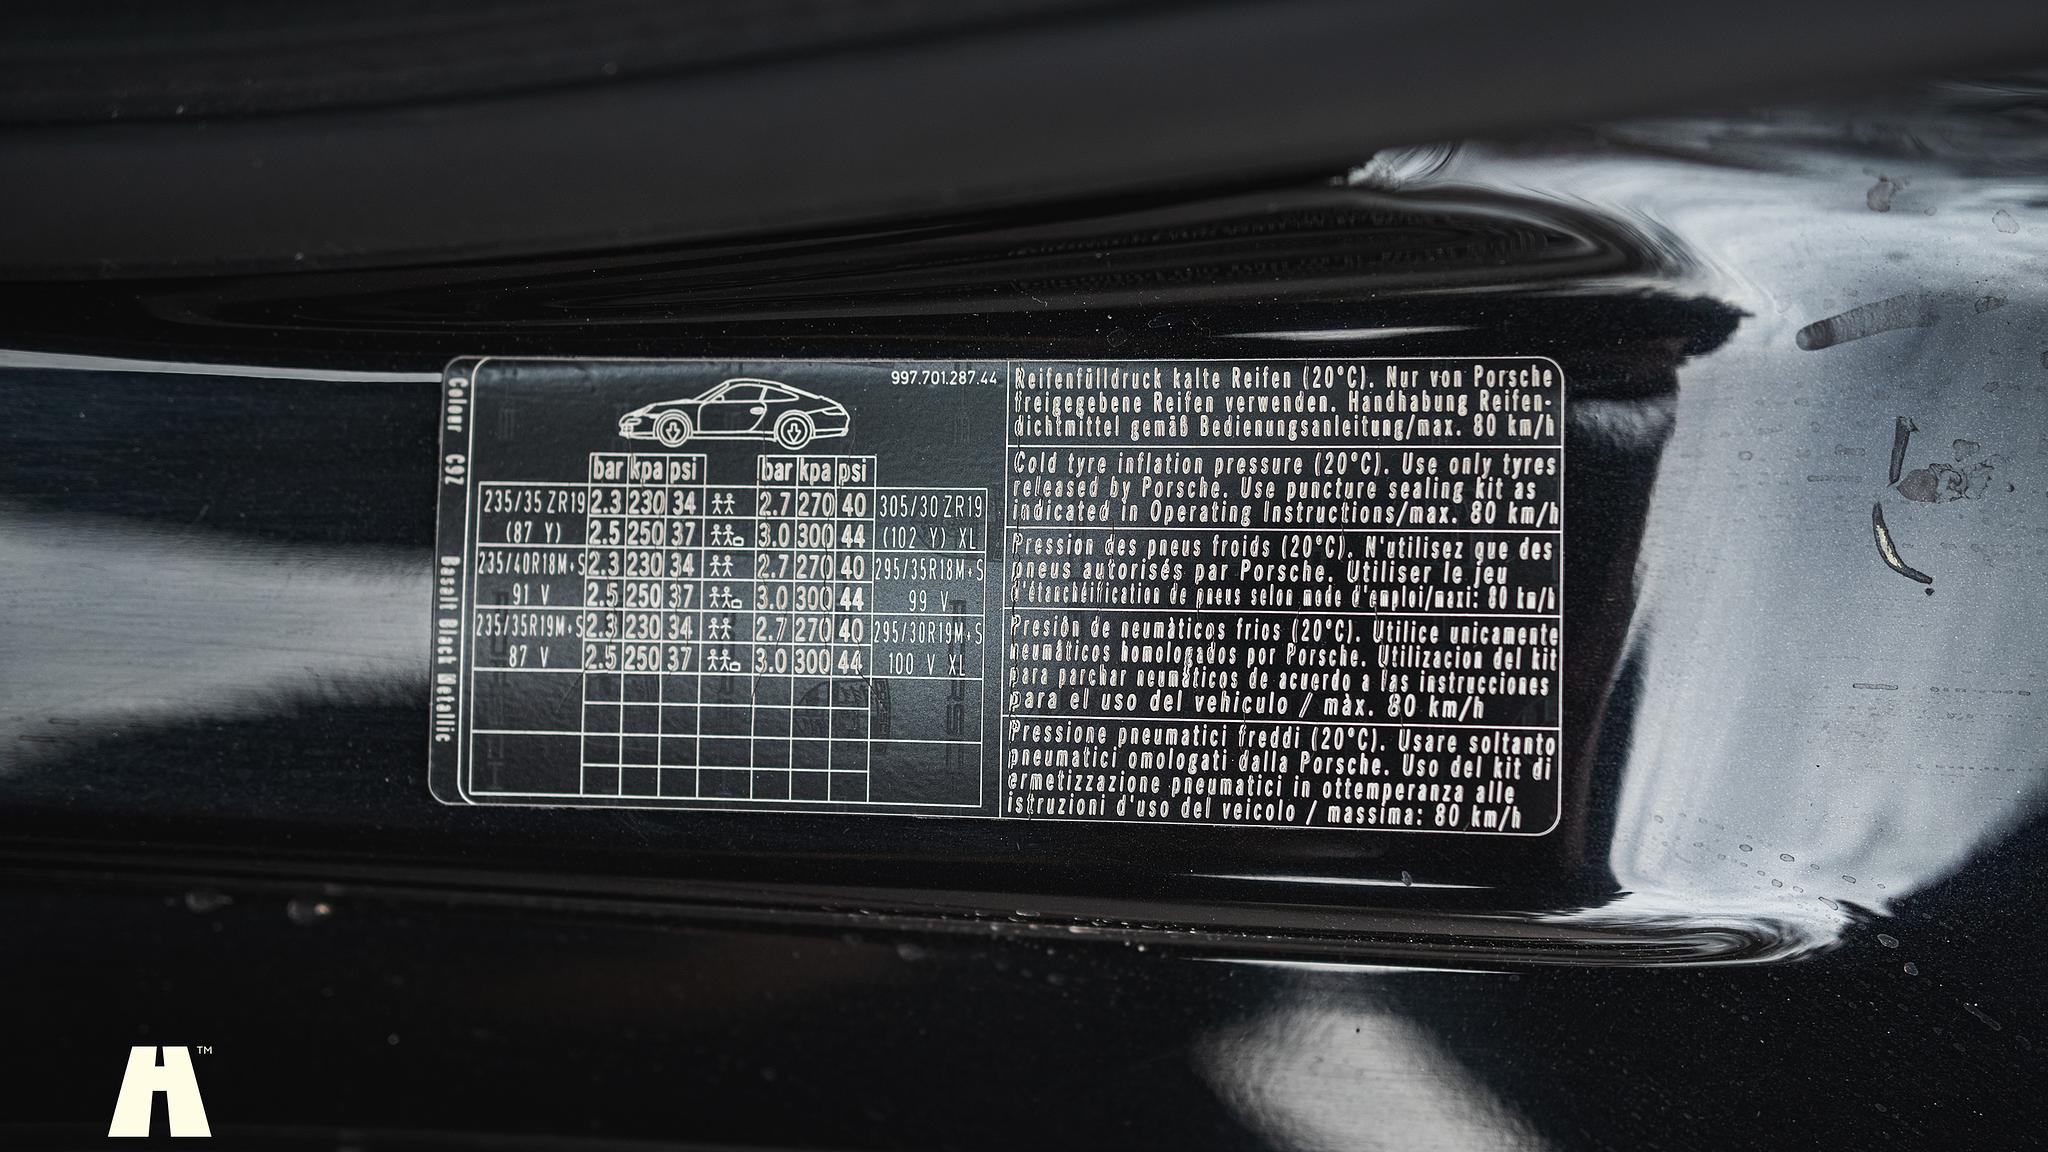 Colour C9Z Basalt Black Metallic
997.701.287.44
bar kpa psi bar kpa psi
235/35 ZR19 2.3 230 34 2.7 270 40 305/30 ZR19
(87 Y) 2.5 250 37 3.0 300 44 (102 Y) XL
235/40R18M+S 2.3 230 34 2.7 270 40 295/35R18M+S
91 V 2.5 250 37 3.0 300 44 99 V
235/35R19M+S 2.3 230 34 2.7 270 40 295/30R19M+S
87 V 2.5 250 37 3.0 300 44 100 V XL
Reifenfülldruck kalte Reifen (20°C). Nur von Porsche
freigegebene Reifen verwenden. Handhabung Reifen-
dichtmittel gemäß Bedienungsanleitung/max. 80 km/h
Cold tyre inflation pressure (20°C). Use only tyres
released by Porsche. Use puncture sealing kit as
indicated in Operating Instructions/max. 80 km/h
Pression des pneus froids (20°C). N'utilisez que des
pneus autorisés par Porsche. Utiliser le jeu
d'étanchéification de pneus selon mode d'emploi/maxi: 80 km/h
Presión de neumàticos frios (20°C). Utilice unicamente
neumáticos homologados por Porsche. Utilizacion del kit
para parchar neumáticos de acuerdo a las instrucciones
para el uso del vehiculo / màx. 80 km/h
Pressione pneumatici freddi (20°C). Usare soltanto
pneumatici omologati dalla Porsche. Uso del kit di
ermetizzazione pneumatici in ottemperanza alle
istruzioni d'uso del veicolo / massima: 80 km/h
H™